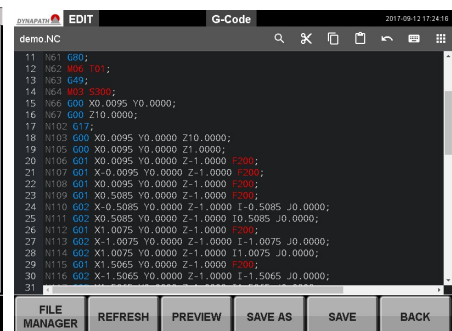 DYNAPATH EDIT G-Code 2017-09-12 17:24:16
demo.NC
11 N61 G80;
12 N62 M06 T01;
13 N63 G49;
14 N64 M03 S300;
15 N66 G00 X0.0095 Y0.0000;
16 N67 G00 Z10.0000;
17 N102 G17;
18 N103 G00 X0.0095 Y0.0000 Z10.0000;
19 N105 G00 X0.0095 Y0.0000 Z1.0000;
20 N106 G01 X0.0095 Y0.0000 Z-1.0000 F200;
21 N107 G01 X-0.0095 Y0.0000 Z-1.0000 F200;
22 N108 G01 X0.0095 Y0.0000 Z-1.0000 F200;
23 N109 G01 X0.5085 Y0.0000 Z-1.0000 F200;
24 N110 G02 X-0.5085 Y0.0000 Z-1.0000 I-0.5085 J0.0000;
25 N111 G02 X0.5085 Y0.0000 Z-1.0000 I0.5085 J0.0000;
26 N112 G01 X1.0075 Y0.0000 Z-1.0000 F200;
27 N113 G02 X-1.0075 Y0.0000 Z-1.0000 I-1.0075 J0.0000;
28 N114 G02 X1.0075 Y0.0000 Z-1.0000 I1.0075 J0.0000;
29 N115 G01 X1.5065 Y0.0000 Z-1.0000 F200;
30 N116 G02 X-1.5065 Y0.0000 Z-1.0000 I-1.5065 J0.0000;
31
FILE MANAGER REFRESH PREVIEW SAVE AS SAVE BACK